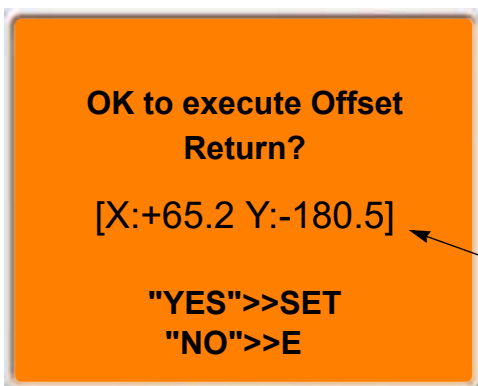 OK to execute Offset
Return?
[X:+65.2 Y:-180.5]
"YES">>SET
"NO">>E